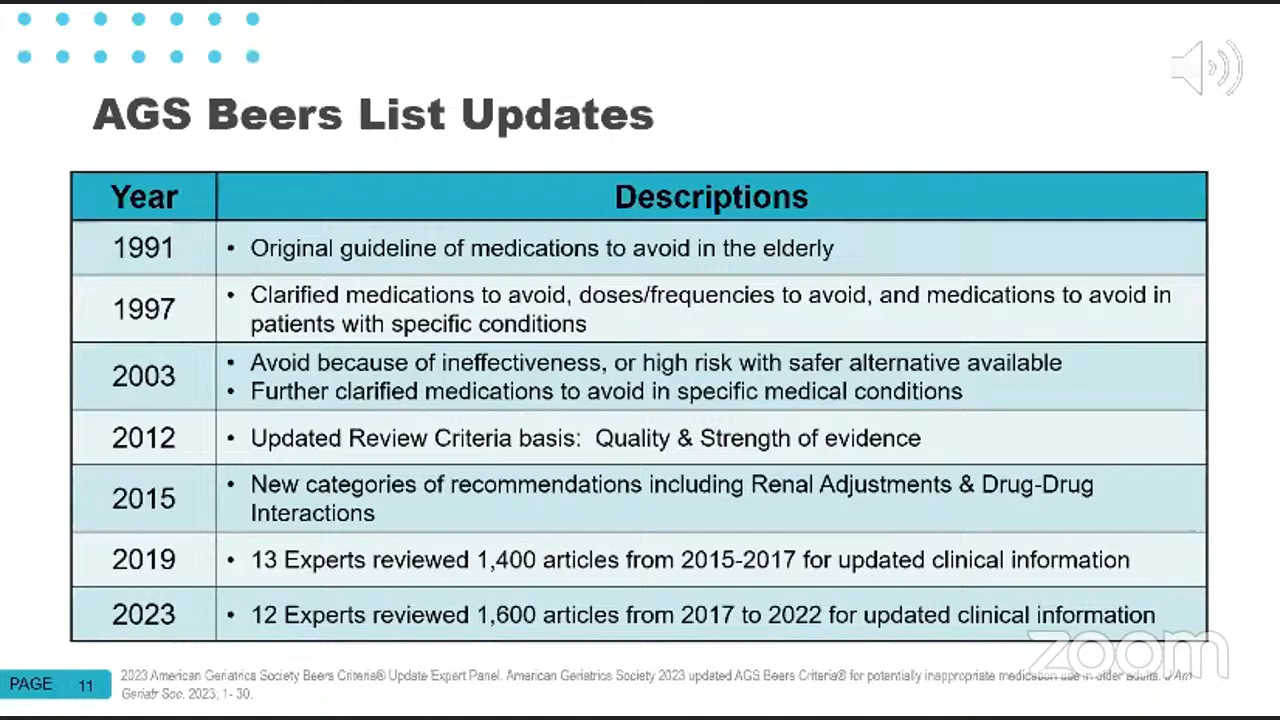 AGS Beers List Updates
Year Descriptions
1991 • Original guideline of medications to avoid in the elderly
1997 • Clarified medications to avoid, doses/frequencies to avoid, and medications to avoid in
patients with specific conditions
2003 • Avoid because of ineffectiveness, or high risk with safer alternative available
• Further clarified medications to avoid in specific medical conditions
2012 • Updated Review Criteria basis: Quality & Strength of evidence
2015 • New categories of recommendations including Renal Adjustments & Drug-Drug
Interactions
2019 • 13 Experts reviewed 1,400 articles from 2015-2017 for updated clinical information
2023 • 12 Experts reviewed 1,600 articles from 2017 to 2022 for updated clinical information
zoom
PAGE 11
2023 American Geriatrics Society Beers Criteria® Update Expert Panel. American Geriatrics Society 2023 updated AGS Beers Criteria® for potentially inappropriate medication use in older adults. J Am
Geriatr Soc. 2023; 1- 30.